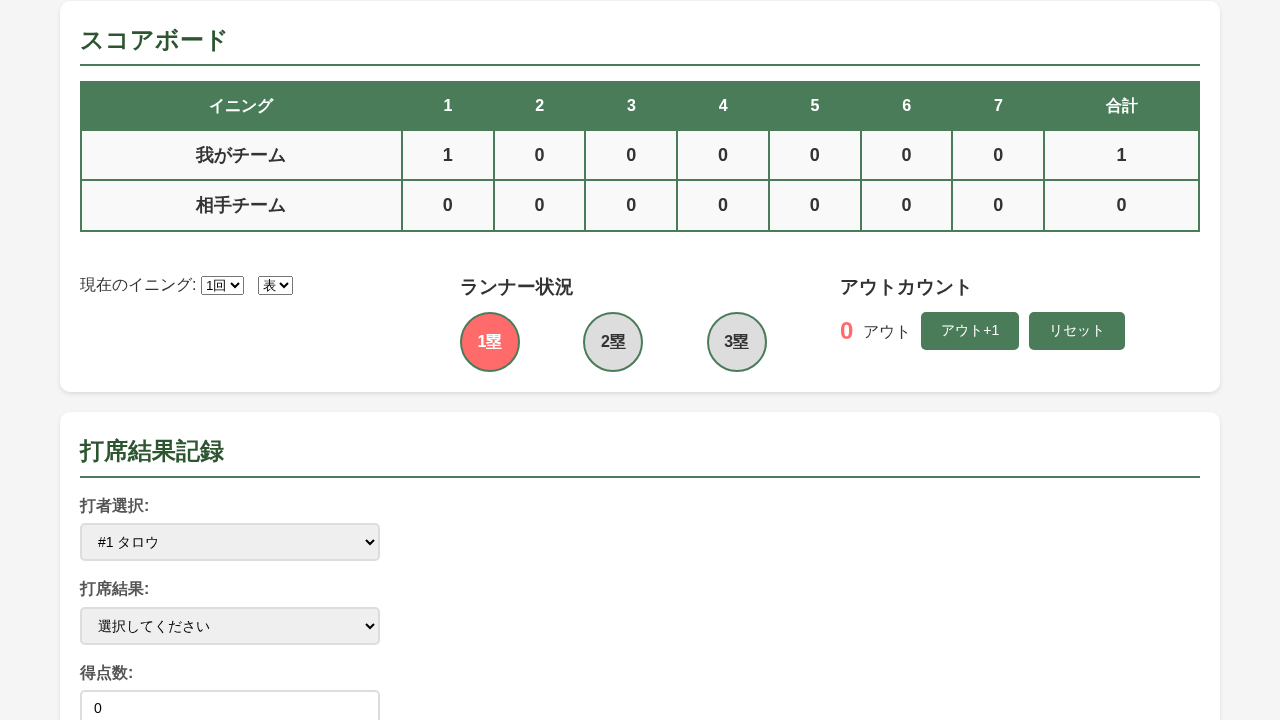 スコアボード
イニング 1 2 3 4 5 6 7 合計
我がチーム 1 0 0 0 0 0 0 1
相手チーム 0 0 0 0 0 0 0 0
現在のイニング: 1回 表
ランナー状況
1塁 2塁 3塁
アウトカウント
0 アウト アウト+1 リセット
打席結果記録
打者選択:
#1 タロウ
打席結果:
選択してください
得点数:
0